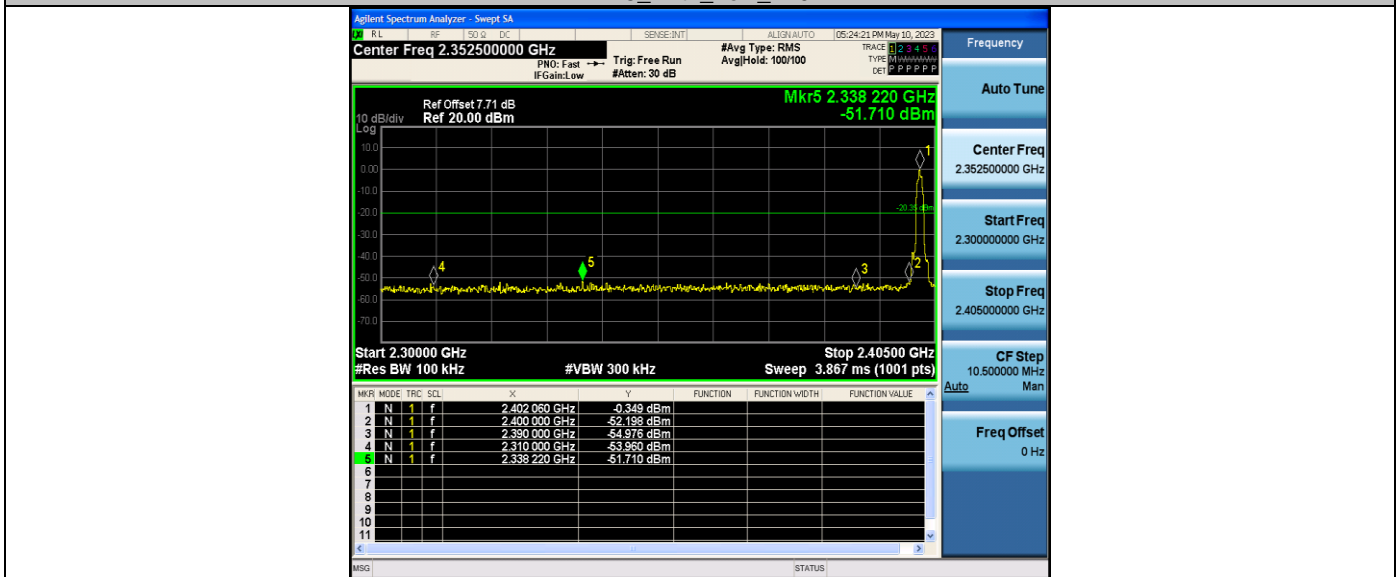 Agilent Spectrum Analyzer - Swept SA
RL RF 50 Ω DC SENSE:INT ALIGN AUTO 05:24:21 PM May 10, 2023
Center Freq 2.352500000 GHz
PNO: Fast
IFGain:Low
Trig: Free Run
#Atten: 30 dB
#Avg Type: RMS
Avg|Hold: 100/100
TRACE 1 2 3 4 5 6
TYPE M
DET P P P P P P
Frequency
Mkr5 2.338 220 GHz
-51.710 dBm
Ref Offset 7.71 dB
10 dB/div Ref 20.00 dBm
Log
10.0
0.00
-10.0
-20.0
-30.0
-40.0
-50.0
-60.0
-70.0
-20.35 dBm
1
2
3
4
5
Start 2.30000 GHz Stop 2.40500 GHz
#Res BW 100 kHz #VBW 300 kHz Sweep 3.867 ms (1001 pts)
MKR MODE TRC SCL X Y FUNCTION FUNCTION WIDTH FUNCTION VALUE
1 N 1 f 2.402 060 GHz -0.349 dBm
2 N 1 f 2.400 000 GHz -52.198 dBm
3 N 1 f 2.390 000 GHz -54.976 dBm
4 N 1 f 2.310 000 GHz -53.960 dBm
5 N 1 f 2.338 220 GHz -51.710 dBm
6
7
8
9
10
11
MSG STATUS
Auto Tune
Center Freq
2.352500000 GHz
Start Freq
2.300000000 GHz
Stop Freq
2.405000000 GHz
CF Step
10.500000 MHz
Auto Man
Freq Offset
0 Hz